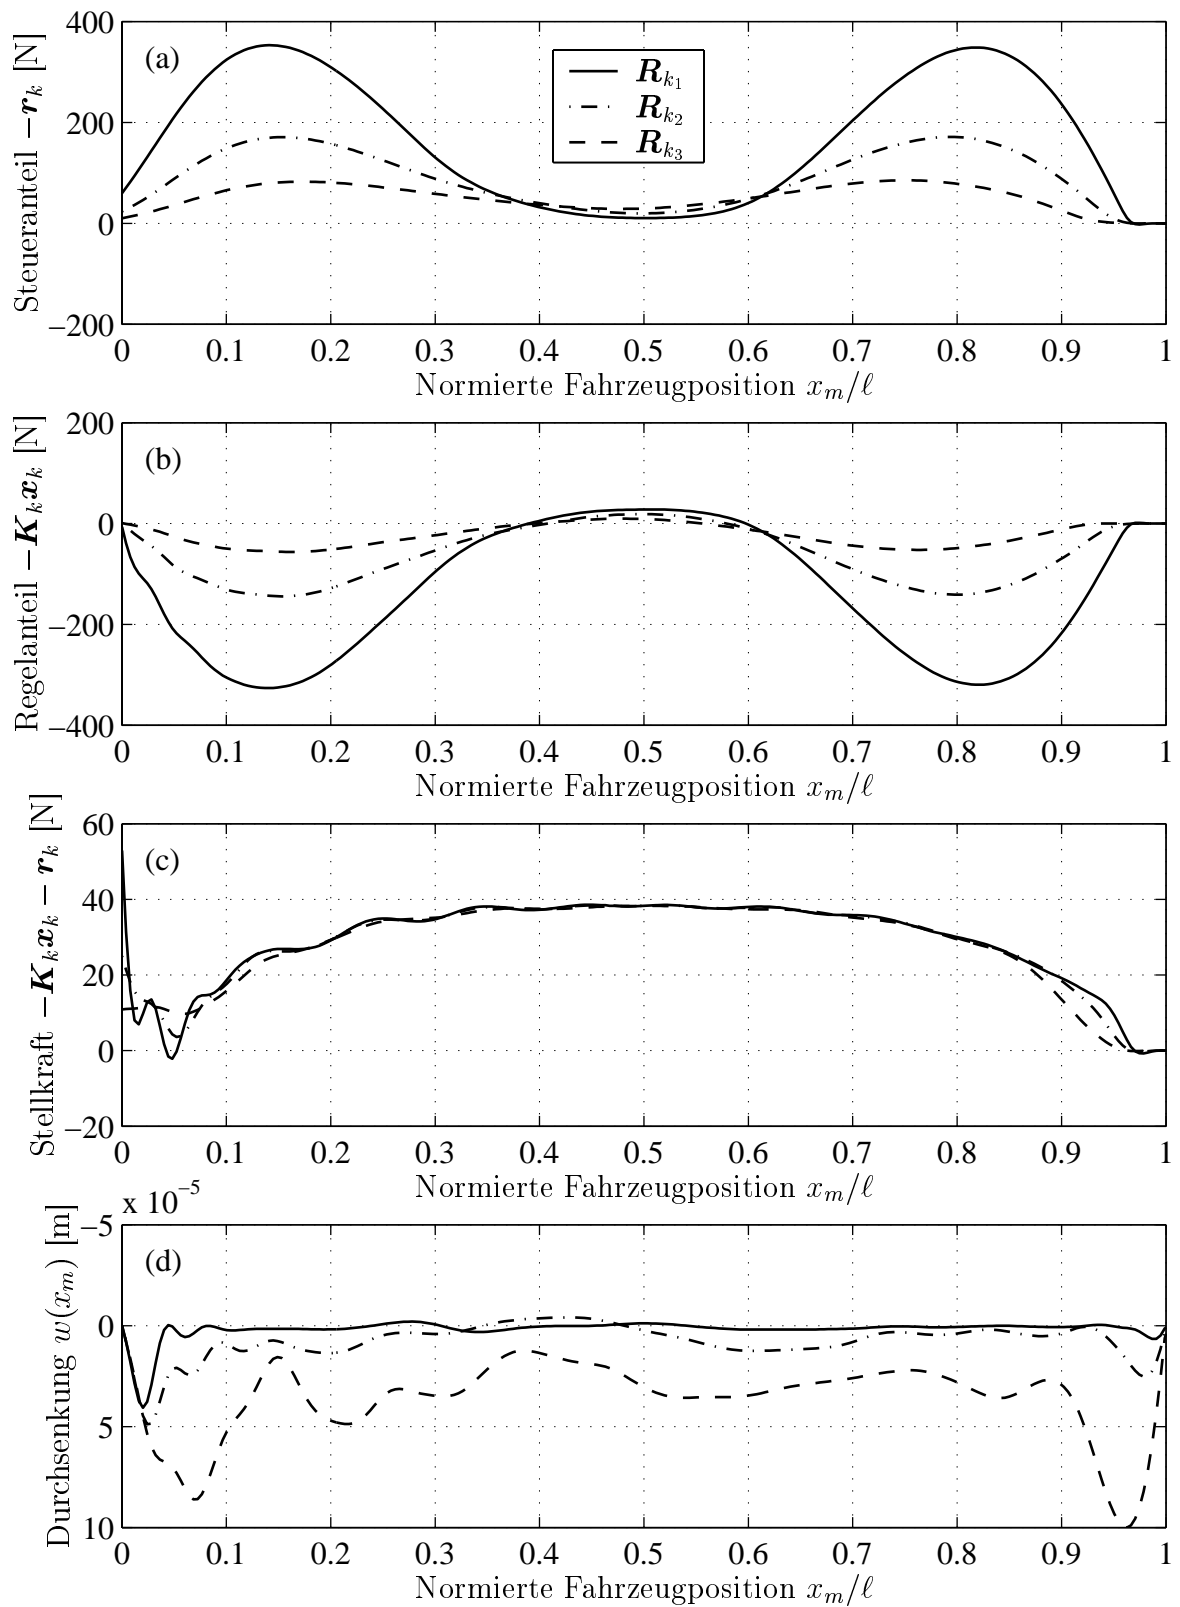 400
200
0
−200
Steueranteil −r_k [N]
(a)
R_{k_1}
R_{k_2}
R_{k_3}
0 0.1 0.2 0.3 0.4 0.5 0.6 0.7 0.8 0.9 1
Normierte Fahrzeugposition x_m/ℓ
200
0
−200
−400
Regelanteil −K_k x_k [N]
(b)
0 0.1 0.2 0.3 0.4 0.5 0.6 0.7 0.8 0.9 1
Normierte Fahrzeugposition x_m/ℓ
60
40
20
0
−20
Stellkraft −K_k x_k − r_k [N]
(c)
0 0.1 0.2 0.3 0.4 0.5 0.6 0.7 0.8 0.9 1
Normierte Fahrzeugposition x_m/ℓ
x 10^{−5}
−5
0
5
10
Durchsenkung w(x_m) [m]
(d)
0 0.1 0.2 0.3 0.4 0.5 0.6 0.7 0.8 0.9 1
Normierte Fahrzeugposition x_m/ℓ